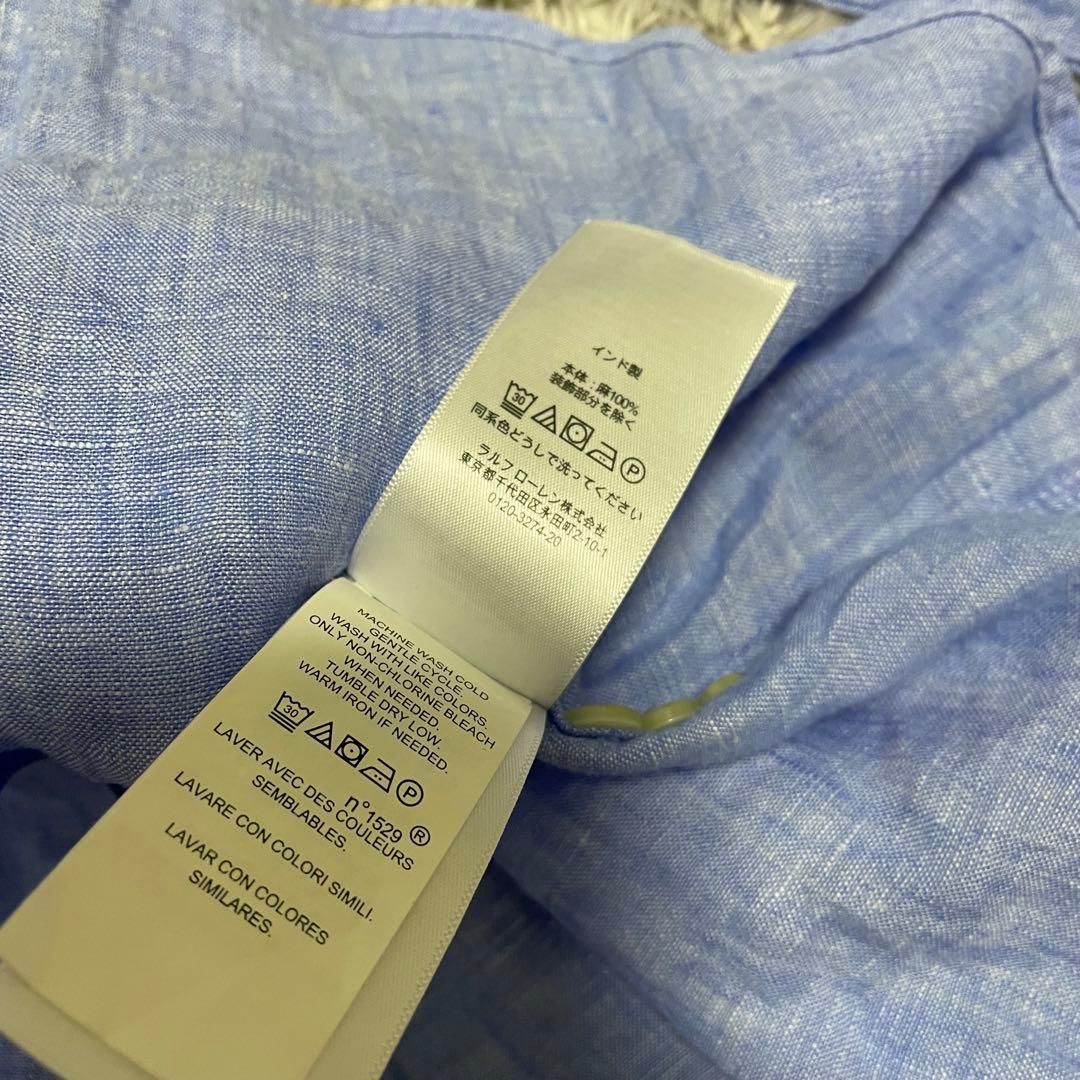 インド製
本体:麻100%
装飾部分を除く
30 P
同系色どうしで洗ってください
ラルフ ローレン株式会社
東京都千代田区永田町2-10-1
0120-3274-20
MACHINE WASH COLD
GENTLE CYCLE.
WASH WITH LIKE COLORS.
ONLY NON-CHLORINE BLEACH
WHEN NEEDED.
TUMBLE DRY LOW.
WARM IRON IF NEEDED.
30 P
n°1529 ®
LAVER AVEC DES COULEURS
SEMBLABLES.
LAVARE CON COLORI SIMILI.
LAVAR CON COLORES
SIMILARES.